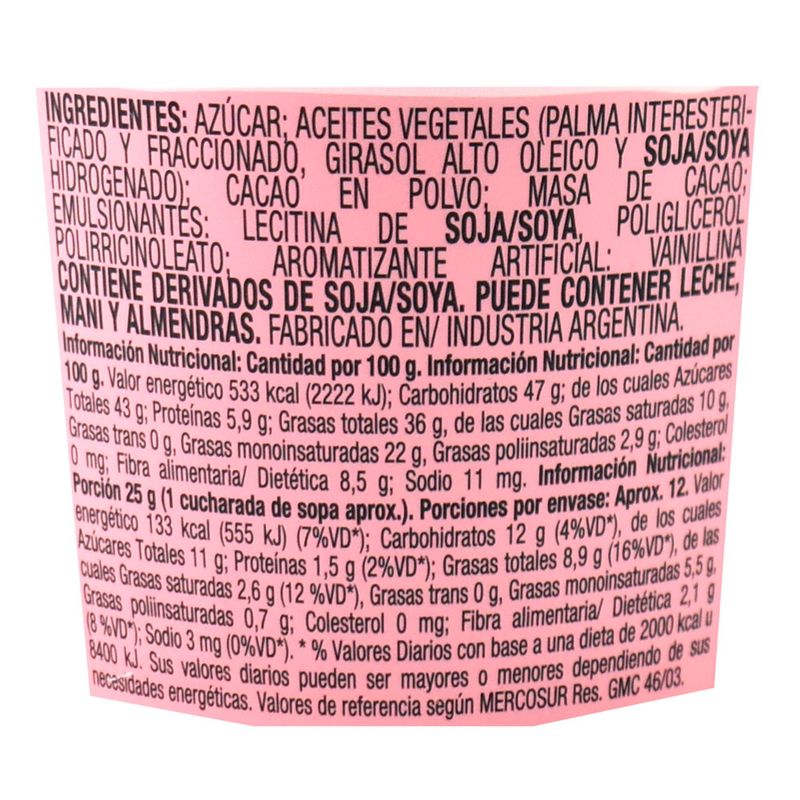 INGREDIENTES: AZÚCAR; ACEITES VEGETALES (PALMA INTERESTERI-
FICADO Y FRACCIONADO, GIRASOL ALTO OLEICO Y SOJA/SOYA
HIDROGENADO); CACAO EN POLVO; MASA DE CACAO;
EMULSIONANTES: LECITINA DE SOJA/SOYA, POLIGLICEROL
POLIRRICINOLEATO; AROMATIZANTE ARTIFICIAL: VAINILLINA
CONTIENE DERIVADOS DE SOJA/SOYA. PUEDE CONTENER LECHE,
MANI Y ALMENDRAS. FABRICADO EN/ INDUSTRIA ARGENTINA.
Información Nutricional: Cantidad por 100 g. Información Nutricional: Cantidad por
100 g. Valor energético 533 kcal (2222 kJ); Carbohidratos 47 g; de los cuales Azúcares
Totales 43 g; Proteínas 5,9 g; Grasas totales 36 g, de las cuales Grasas saturadas 10 g,
Grasas trans 0 g, Grasas monoinsaturadas 22 g, Grasas poliinsaturadas 2,9 g; Colesterol
0 mg; Fibra alimentaria/ Dietética 8,5 g; Sodio 11 mg. Información Nutricional:
Porción 25 g (1 cucharada de sopa aprox.). Porciones por envase: Aprox. 12. Valor
energético 133 kcal (555 kJ) (7%VD*); Carbohidratos 12 g (4%VD*), de los cuales
Azúcares Totales 11 g; Proteínas 1,5 g (2%VD*); Grasas totales 8,9 g (16%VD*), de las
cuales Grasas saturadas 2,6 g (12 %VD*), Grasas trans 0 g, Grasas monoinsaturadas 5,5 g,
Grasas poliinsaturadas 0,7 g; Colesterol 0 mg; Fibra alimentaria/ Dietética 2,1 g
(8 %VD*); Sodio 3 mg (0%VD*). * % Valores Diarios con base a una dieta de 2000 kcal u
8400 kJ. Sus valores diarios pueden ser mayores o menores dependiendo de sus
necesidades energéticas. Valores de referencia según MERCOSUR Res. GMC 46/03.